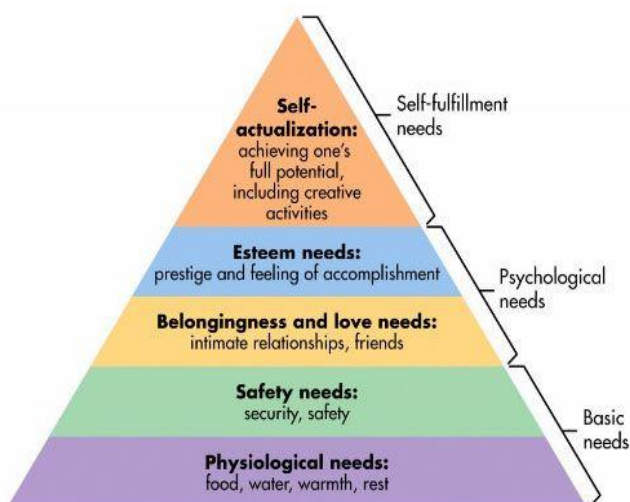 Self-
actualization:
achieving one's
full potential,
including creative
activities
Self-fulfillment
needs
Esteem needs:
prestige and feeling of accomplishment
Psychological
needs
Belongingness and love needs:
intimate relationships, friends
Safety needs:
security, safety
Basic
needs
Physiological needs:
food, water, warmth, rest